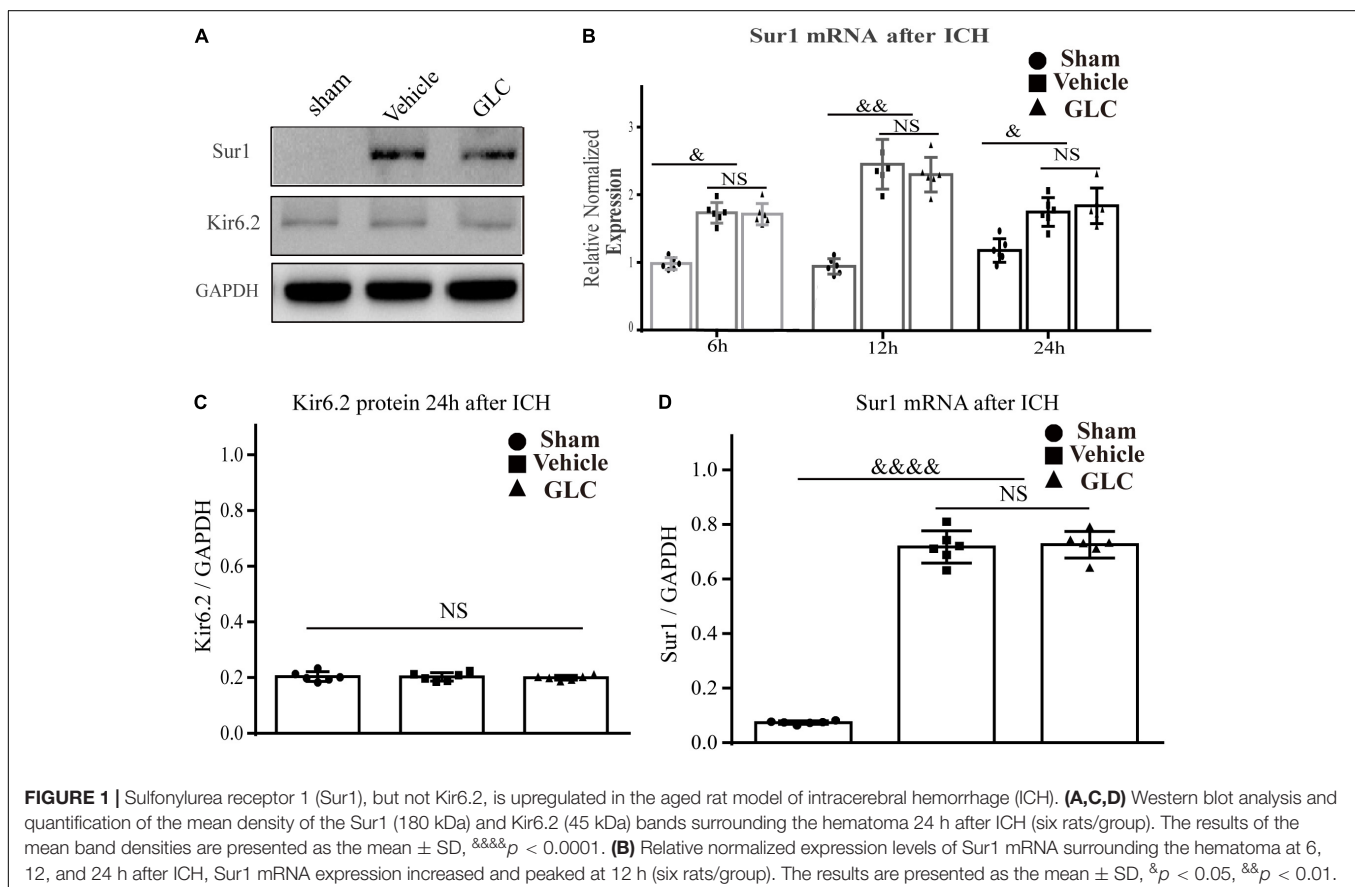 A
sham
Vehicle
GLC
Sur1
Kir6.2
GAPDH
B
Sur1 mRNA after ICH
Sham
Vehicle
GLC
Relative Normalized
Expression
3
2
1
0
&
NS
&&
NS
&
NS
6h
12h
24h
C
Kir6.2 protein 24h after ICH
Sham
Vehicle
GLC
Kir6.2 / GAPDH
1.0
0.8
0.6
0.4
0.2
0.0
NS
D
Sur1 mRNA after ICH
Sham
Vehicle
GLC
Sur1 / GAPDH
1.0
0.8
0.6
0.4
0.2
0.0
&&&&
NS
FIGURE 1 | Sulfonylurea receptor 1 (Sur1), but not Kir6.2, is upregulated in the aged rat model of intracerebral hemorrhage (ICH). (A,C,D) Western blot analysis and
quantification of the mean density of the Sur1 (180 kDa) and Kir6.2 (45 kDa) bands surrounding the hematoma 24 h after ICH (six rats/group). The results of the
mean band densities are presented as the mean ± SD, &&&&p < 0.0001. (B) Relative normalized expression levels of Sur1 mRNA surrounding the hematoma at 6,
12, and 24 h after ICH, Sur1 mRNA expression increased and peaked at 12 h (six rats/group). The results are presented as the mean ± SD, &p < 0.05, &&p < 0.01.